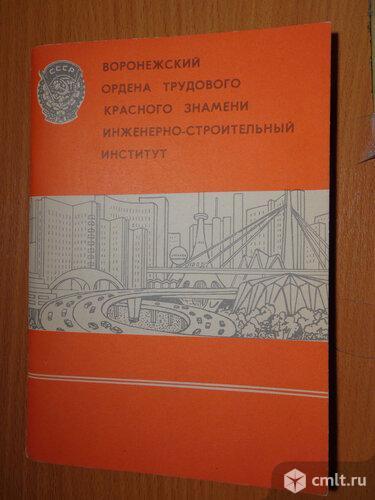 СССР
ВОРОНЕЖСКИЙ
ОРДЕНА ТРУДОВОГО
КРАСНОГО ЗНАМЕНИ
ИНЖЕНЕРНО-СТРОИТЕЛЬНЫЙ
ИНСТИТУТ
cmlt.ru